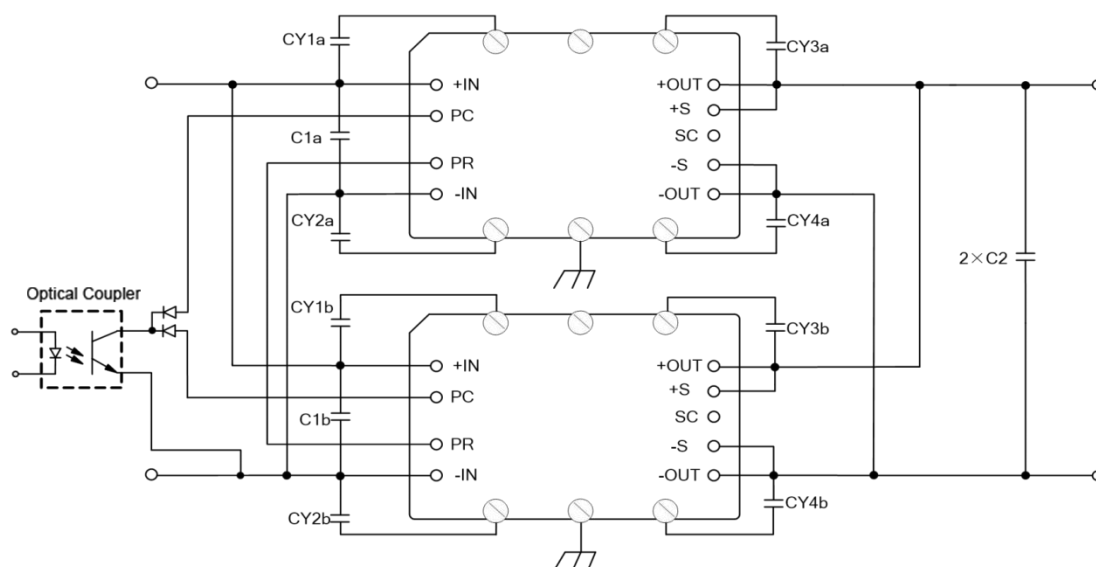 CY1a
CY3a
+IN
+OUT
PC
+S
C1a
SC
PR
-S
-IN
-OUT
CY2a
CY4a
2×C2
Optical Coupler
CY1b
CY3b
+IN
+OUT
PC
+S
C1b
SC
PR
-S
-IN
-OUT
CY2b
CY4b